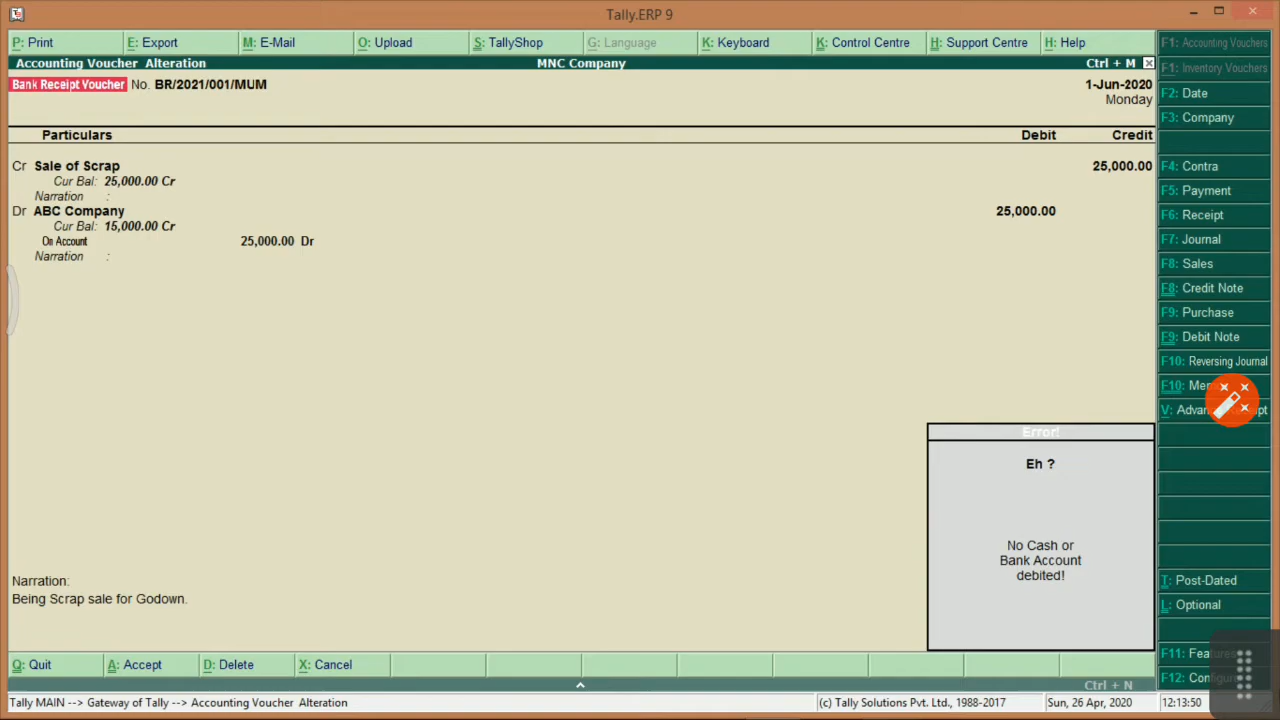 Tally.ERP 9
P: Print E: Export M: E-Mail O: Upload S: TallyShop G: Language K: Keyboard K: Control Centre H: Support Centre H: Help
Accounting Voucher Alteration MNC Company Ctrl + M
Bank Receipt Voucher No. BR/2021/001/MUM 1-Jun-2020
Monday
Particulars Debit Credit
Cr Sale of Scrap 25,000.00
Cur Bal: 25,000.00 Cr
Narration :
Dr ABC Company 25,000.00
Cur Bal: 15,000.00 Cr
On Account 25,000.00 Dr
Narration :
Error!
Eh ?
No Cash or
Bank Account
debited!
Narration:
Being Scrap sale for Godown.
F1: Accounting Vouchers
F1: Inventory Vouchers
F2: Date
F3: Company
F4: Contra
F5: Payment
F6: Receipt
F7: Journal
F8: Sales
F8: Credit Note
F9: Purchase
F9: Debit Note
F10: Reversing Journal
F10:
V:
T: Post-Dated
L: Optional
F11:
F12:
Q: Quit A: Accept D: Delete X: Cancel
Ctrl + N
Tally MAIN --> Gateway of Tally --> Accounting Voucher Alteration (c) Tally Solutions Pvt. Ltd., 1988-2017 Sun, 26 Apr, 2020 12:13:50